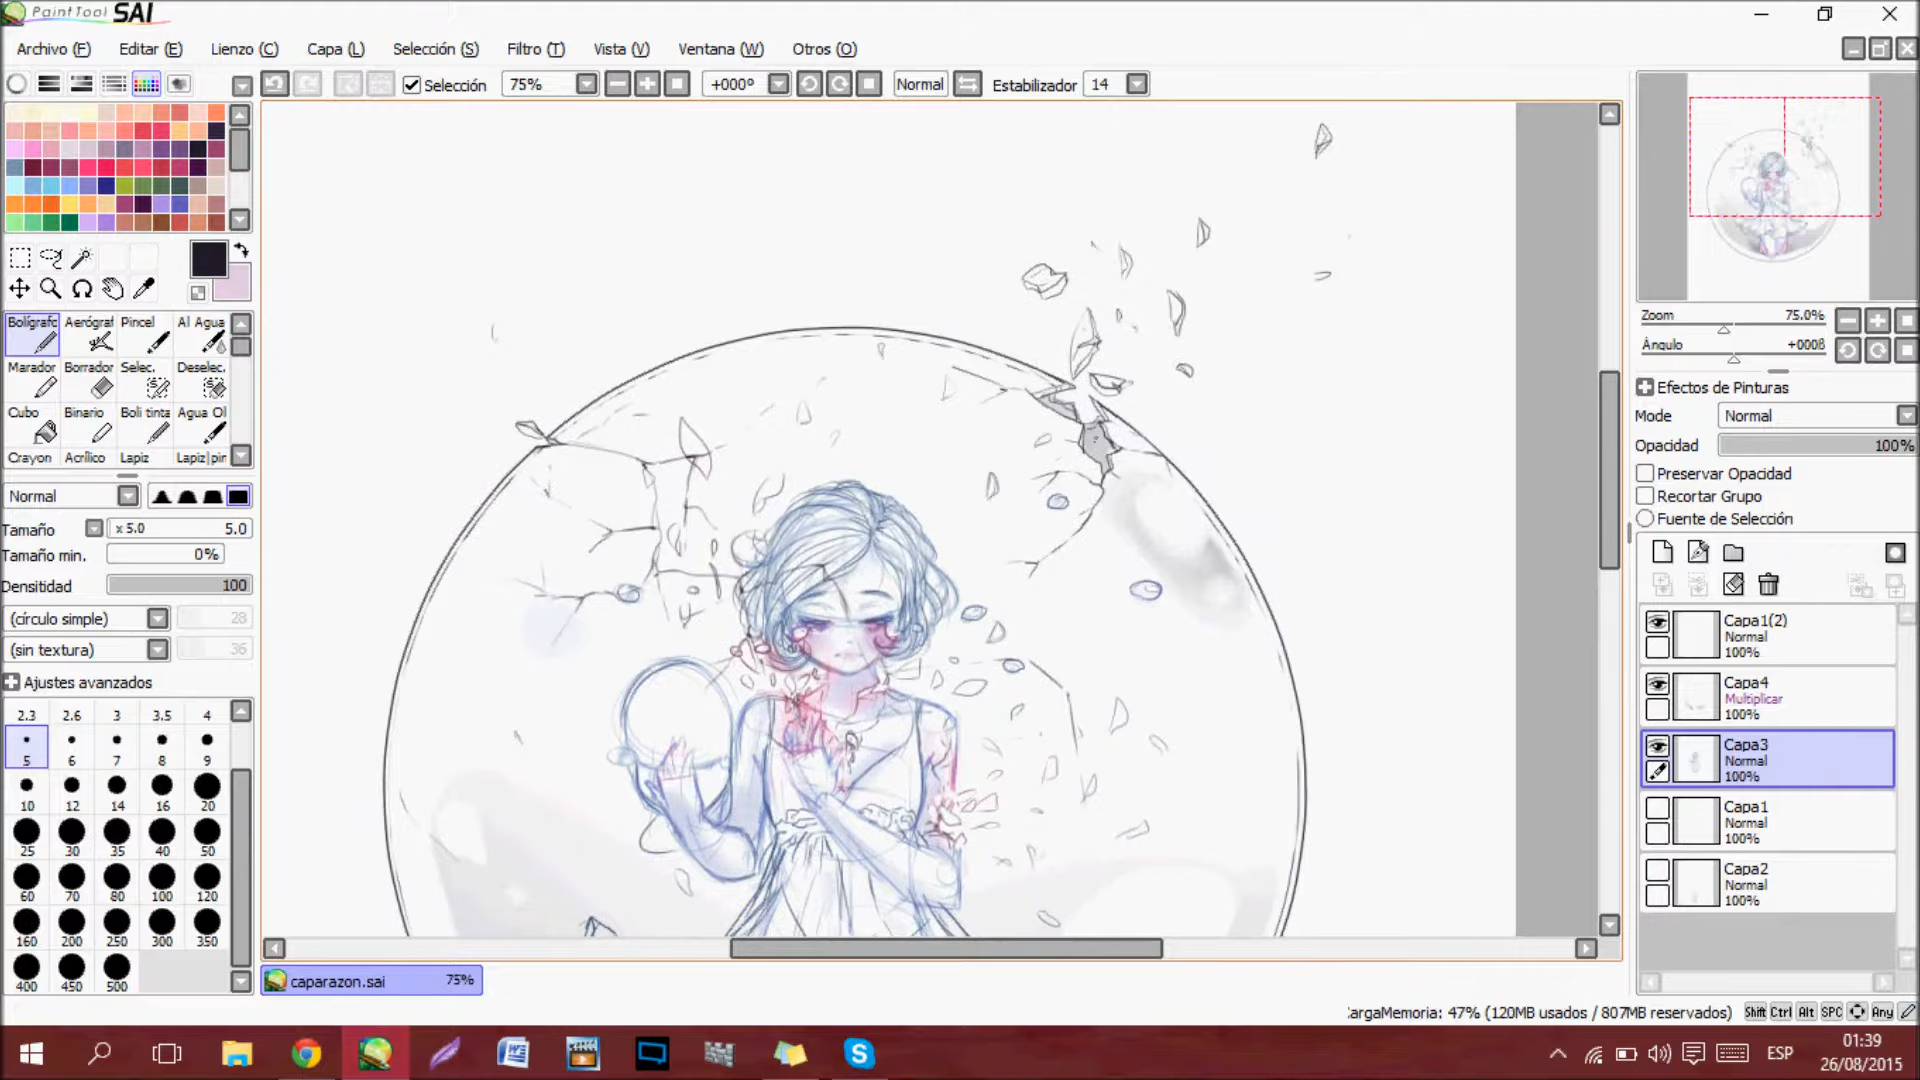 PaintTool SAI
Archivo (F) Editar (E) Lienzo (C) Capa (L) Selección (S) Filtro (T) Vista (V) Ventana (W) Otros (O)
Selección 75% +000º Normal Estabilizador 14
Zoom 75.0%
Ángulo +000ß
Efectos de Pinturas
Mode Normal
Opacidad 100%
Preservar Opacidad
Recortar Grupo
Fuente de Selección
Bolígrafo Aerógraf Pincel Al Agua
Marador Borrador Selec. Deselec.
Cubo Binario Boli tinta Agua Ol
Crayon Acrílico Lapiz Lapiz|pin
Normal
Tamaño x 5.0 5.0
Tamaño min. 0%
Densitidad 100
(círculo simple) 28
(sin textura) 36
Ajustes avanzados
2.3 2.6 3 3.5 4
5 6 7 8 9
10 12 14 16 20
25 30 35 40 50
60 70 80 100 120
160 200 250 300 350
400 450 500
Capa1(2)
Normal
100%
Capa4
Multiplicar
100%
Capa3
Normal
100%
Capa1
Normal
100%
Capa2
Normal
100%
caparazon.sai 75%
CargaMemoria: 47% (120MB usados / 807MB reservados) Shift Ctrl Alt SPC Any
ESP
01:39
26/08/2015